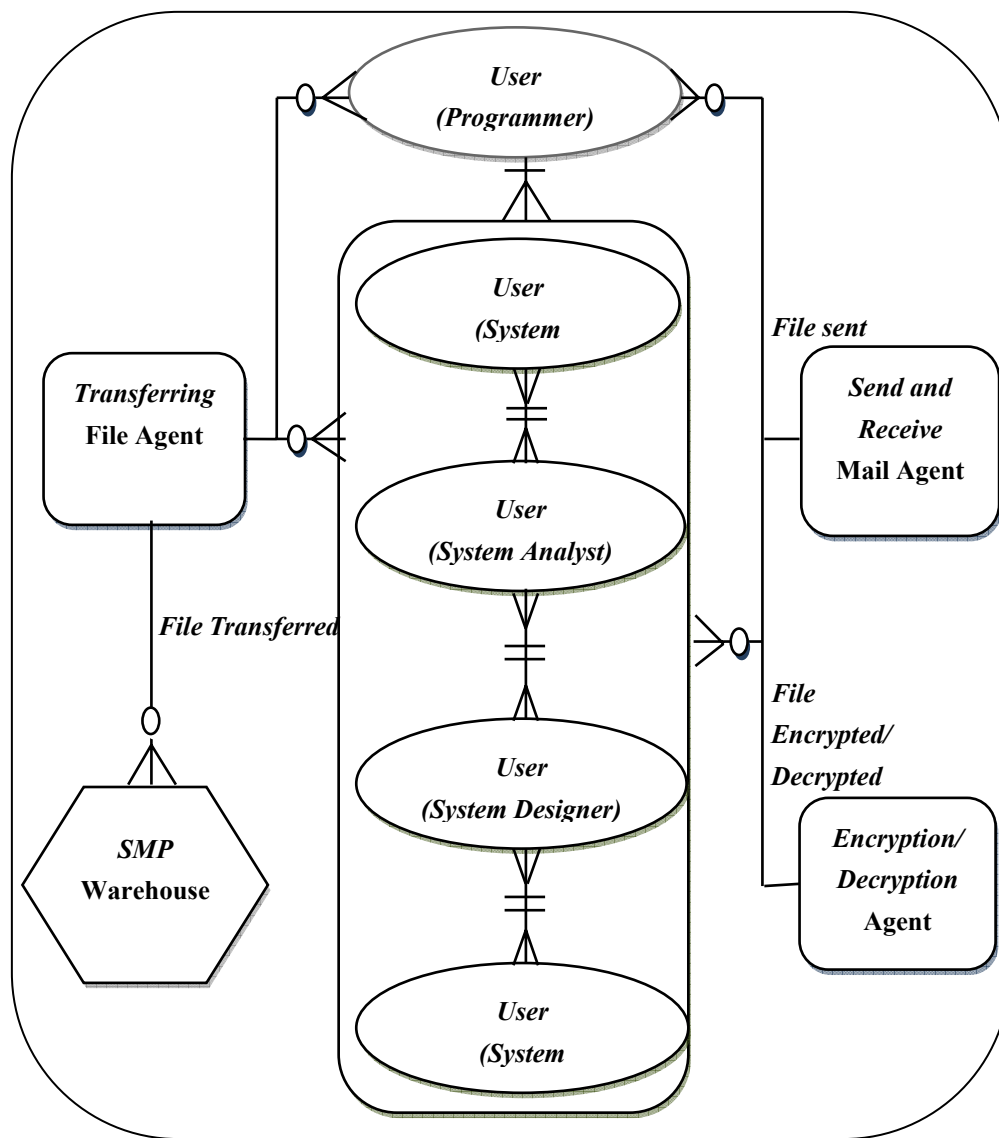 User
(Programmer)
User
(System
File sent
Transferring
File Agent
Send and
Receive
Mail Agent
User
(System Analyst)
File Transferred
File
Encrypted/
Decrypted
User
(System Designer)
SMP
Warehouse
Encryption/
Decryption
Agent
User
(System